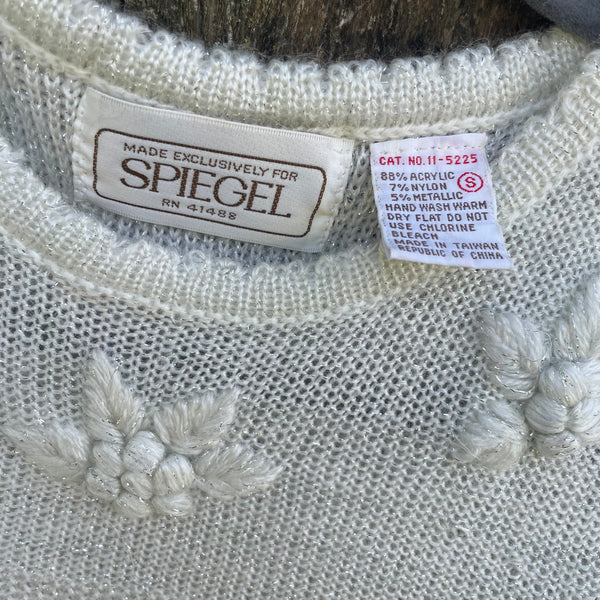 MADE EXCLUSIVELY FOR
SPIEGEL
RN 41488
CAT. NO. 11-5225
88% ACRYLIC
7% NYLON
5% METALLIC
S
HAND WASH WARM
DRY FLAT DO NOT
USE CHLORINE
BLEACH
MADE IN TAIWAN
REPUBLIC OF CHINA